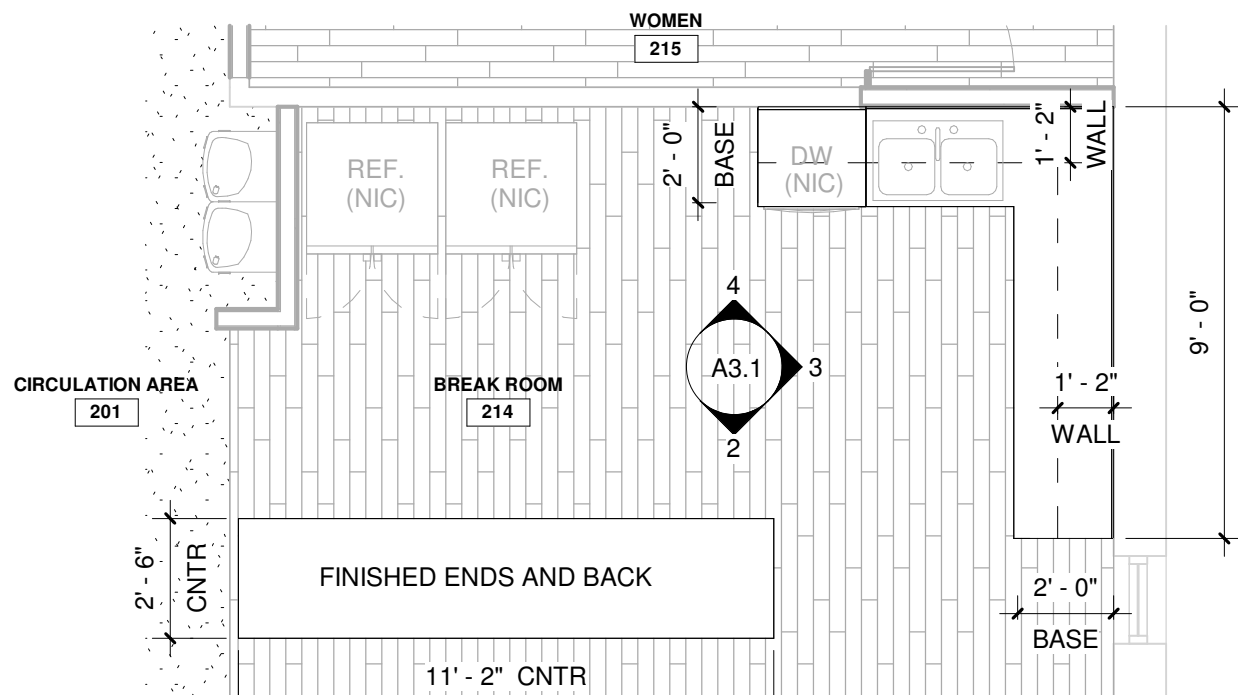 WOMEN
215
2' - 0"
BASE
1' - 2"
WALL
REF.
(NIC)
REF.
(NIC)
DW
(NIC)
4
A3.1
3
2
9' - 0"
CIRCULATION AREA
201
BREAK ROOM
214
1' - 2"
WALL
2' - 6"
CNTR
FINISHED ENDS AND BACK
2' - 0"
BASE
11' - 2" CNTR